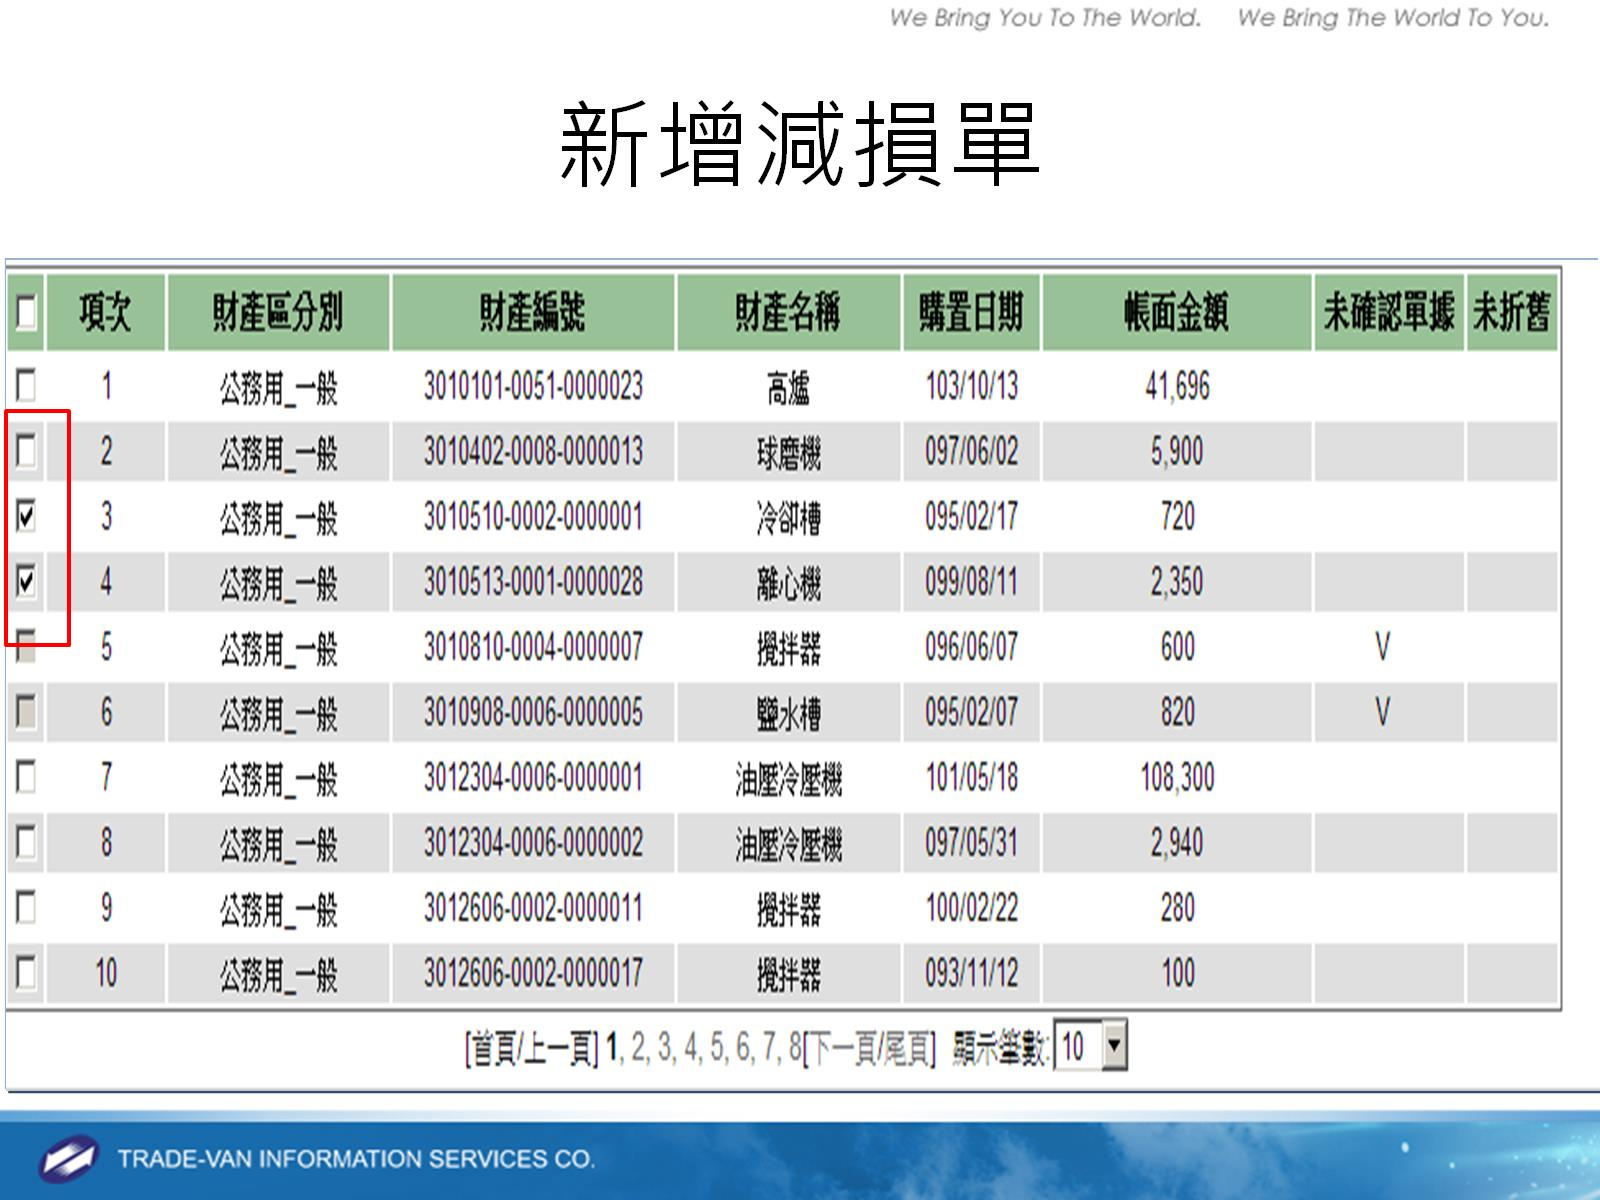 We Bring You To The World. We Bring The World To You.
新增減損單
項次 財產區分別 財產編號 財產名稱 購置日期 帳面金額 未確認單據 未折舊
1 公務用_一般 3010101-0051-0000023 高爐 103/10/13 41,696
2 公務用_一般 3010402-0008-0000013 球磨機 097/06/02 5,900
3 公務用_一般 3010510-0002-0000001 冷卻槽 095/02/17 720
4 公務用_一般 3010513-0001-0000028 離心機 099/08/11 2,350
5 公務用_一般 3010810-0004-0000007 攪拌器 096/06/07 600 V
6 公務用_一般 3010908-0006-0000005 鹽水槽 095/02/07 820 V
7 公務用_一般 3012304-0006-0000001 油壓冷壓機 101/05/18 108,300
8 公務用_一般 3012304-0006-0000002 油壓冷壓機 097/05/31 2,940
9 公務用_一般 3012606-0002-0000011 攪拌器 100/02/22 280
10 公務用_一般 3012606-0002-0000017 攪拌器 093/11/12 100
[首頁/上一頁] 1, 2, 3, 4, 5, 6, 7, 8[下一頁/尾頁] 顯示筆數: 10
TRADE-VAN INFORMATION SERVICES CO.